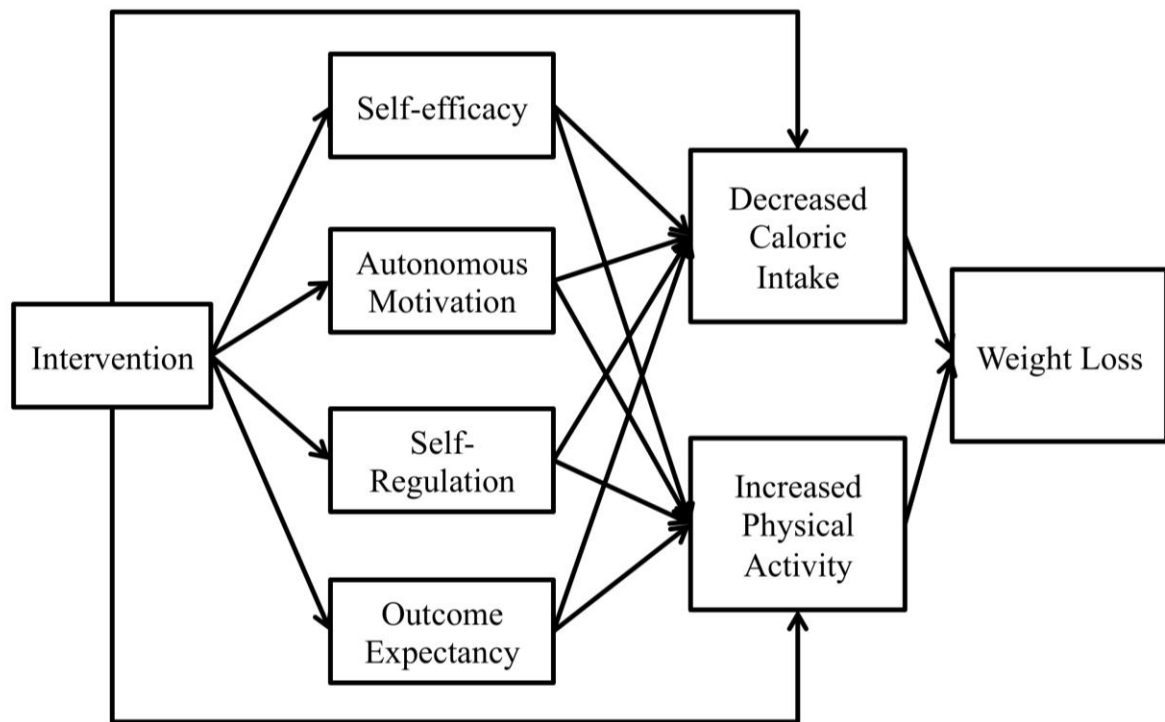 Self-efficacy
Autonomous
Motivation
Intervention
Self-
Regulation
Outcome
Expectancy
Decreased
Caloric
Intake
Increased
Physical
Activity
Weight Loss